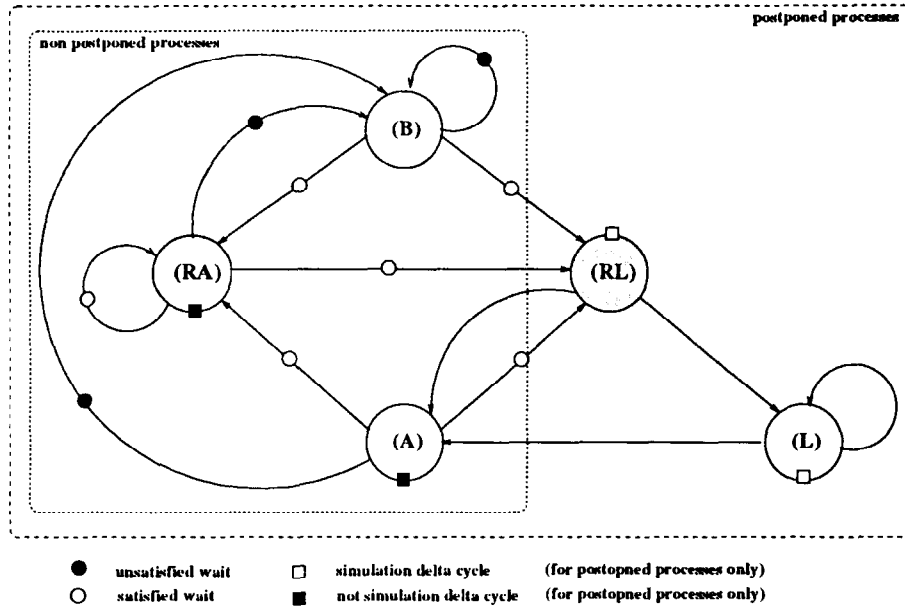 postponed processes
non postponed processes
(B)
(RA)
(RL)
(A)
(L)
unsatisfied wait
simulation delta cycle
(for postopned processes only)
satisfied wait
not simulation delta cycle
(for postopned processes only)